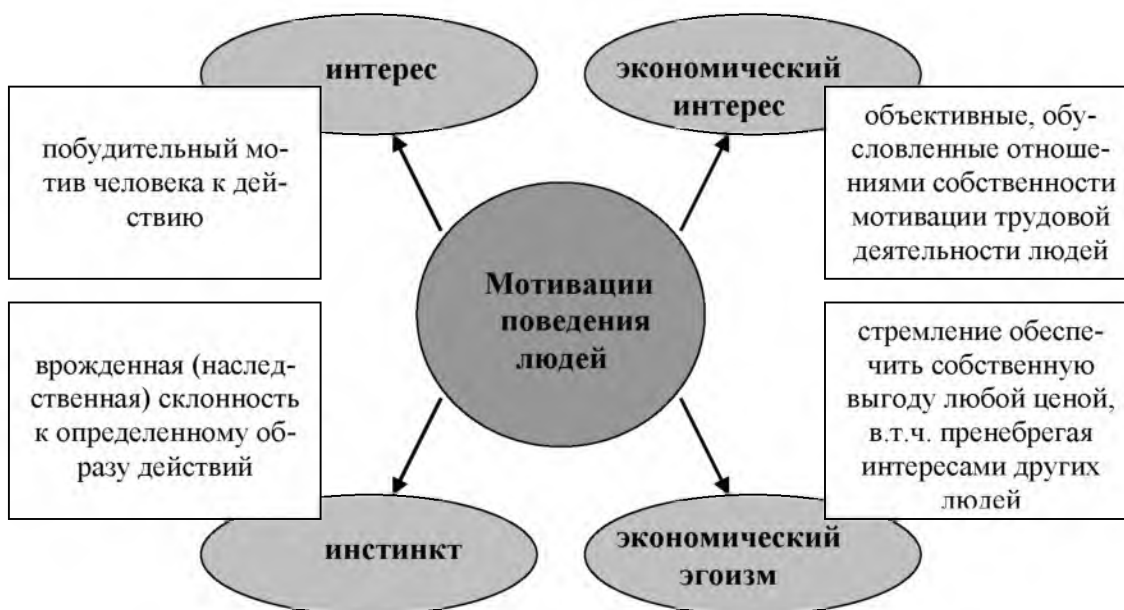 интерес
экономический
интерес
побудительный мо-
тив человека к дей-
ствию
объективные, обу-
словленные отноше-
ниями собственности
мотивации трудовой
деятельности людей
Мотивации
поведения
людей
врожденная (наслед-
ственная) склонность
к определенному об-
разу действий
стремление обеспе-
чить собственную
выгоду любой ценой,
в.т.ч. пренебрегая
интересами других
людей
инстинкт
экономический
эгоизм